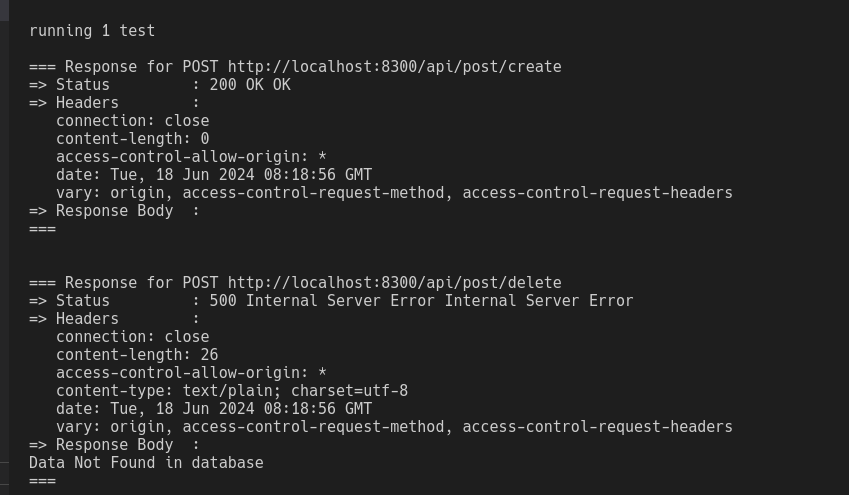 running 1 test
=== Response for POST http://localhost:8300/api/post/create
=> Status         : 200 OK OK
=> Headers        :
   connection: close
   content-length: 0
   access-control-allow-origin: *
   date: Tue, 18 Jun 2024 08:18:56 GMT
   vary: origin, access-control-request-method, access-control-request-headers
=> Response Body  :
===
=== Response for POST http://localhost:8300/api/post/delete
=> Status         : 500 Internal Server Error Internal Server Error
=> Headers        :
   connection: close
   content-length: 26
   access-control-allow-origin: *
   content-type: text/plain; charset=utf-8
   date: Tue, 18 Jun 2024 08:18:56 GMT
   vary: origin, access-control-request-method, access-control-request-headers
=> Response Body  :
Data Not Found in database
===